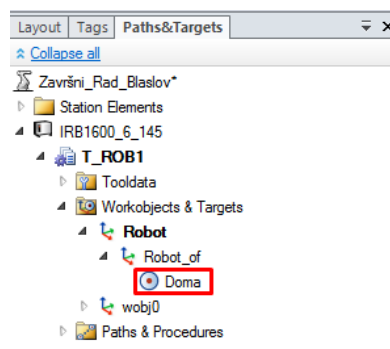 Layout Tags Paths&Targets
Collapse all
Završni_Rad_Blaslov*
Station Elements
IRB1600_6_145
T_ROB1
Tooldata
Workobjects & Targets
Robot
Robot_of
Doma
wobj0
Paths & Procedures